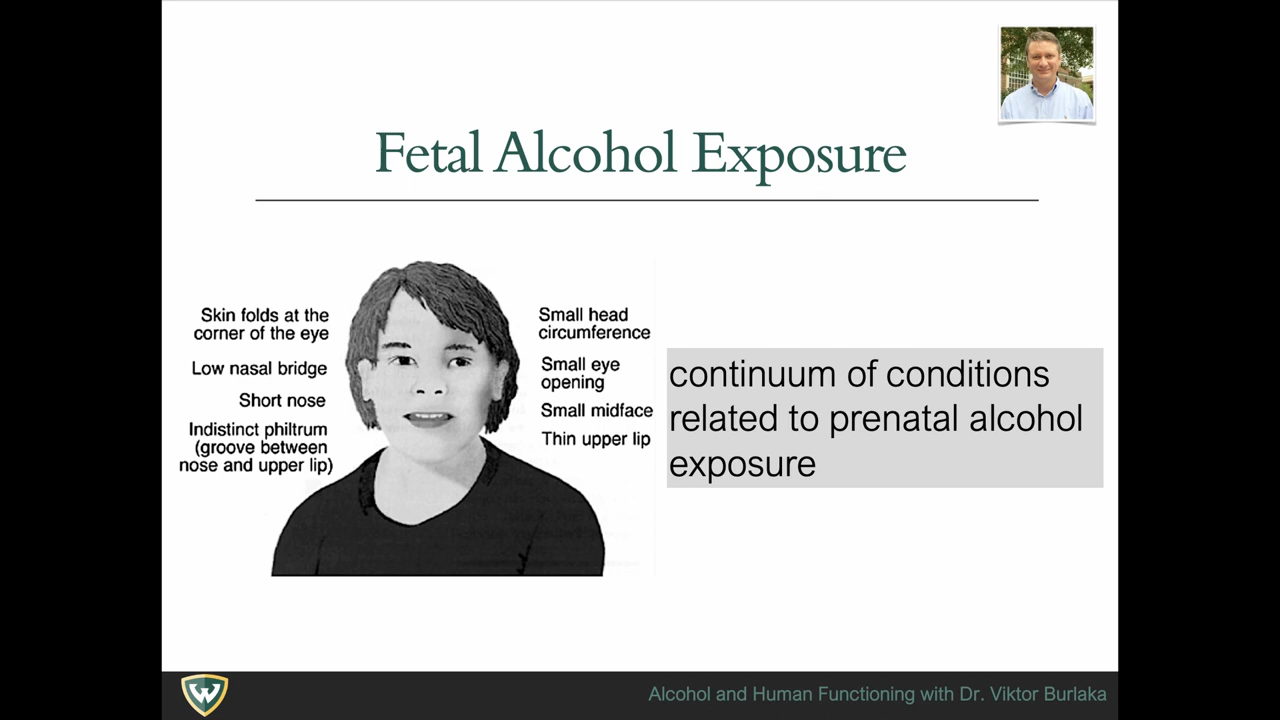 Fetal Alcohol Exposure
Skin folds at the
corner of the eye
Low nasal bridge
Short nose
Indistinct philtrum
(groove between
nose and upper lip)
Small head
circumference
Small eye
opening
Small midface
Thin upper lip
continuum of conditions
related to prenatal alcohol
exposure
W
Alcohol and Human Functioning with Dr. Viktor Burlaka